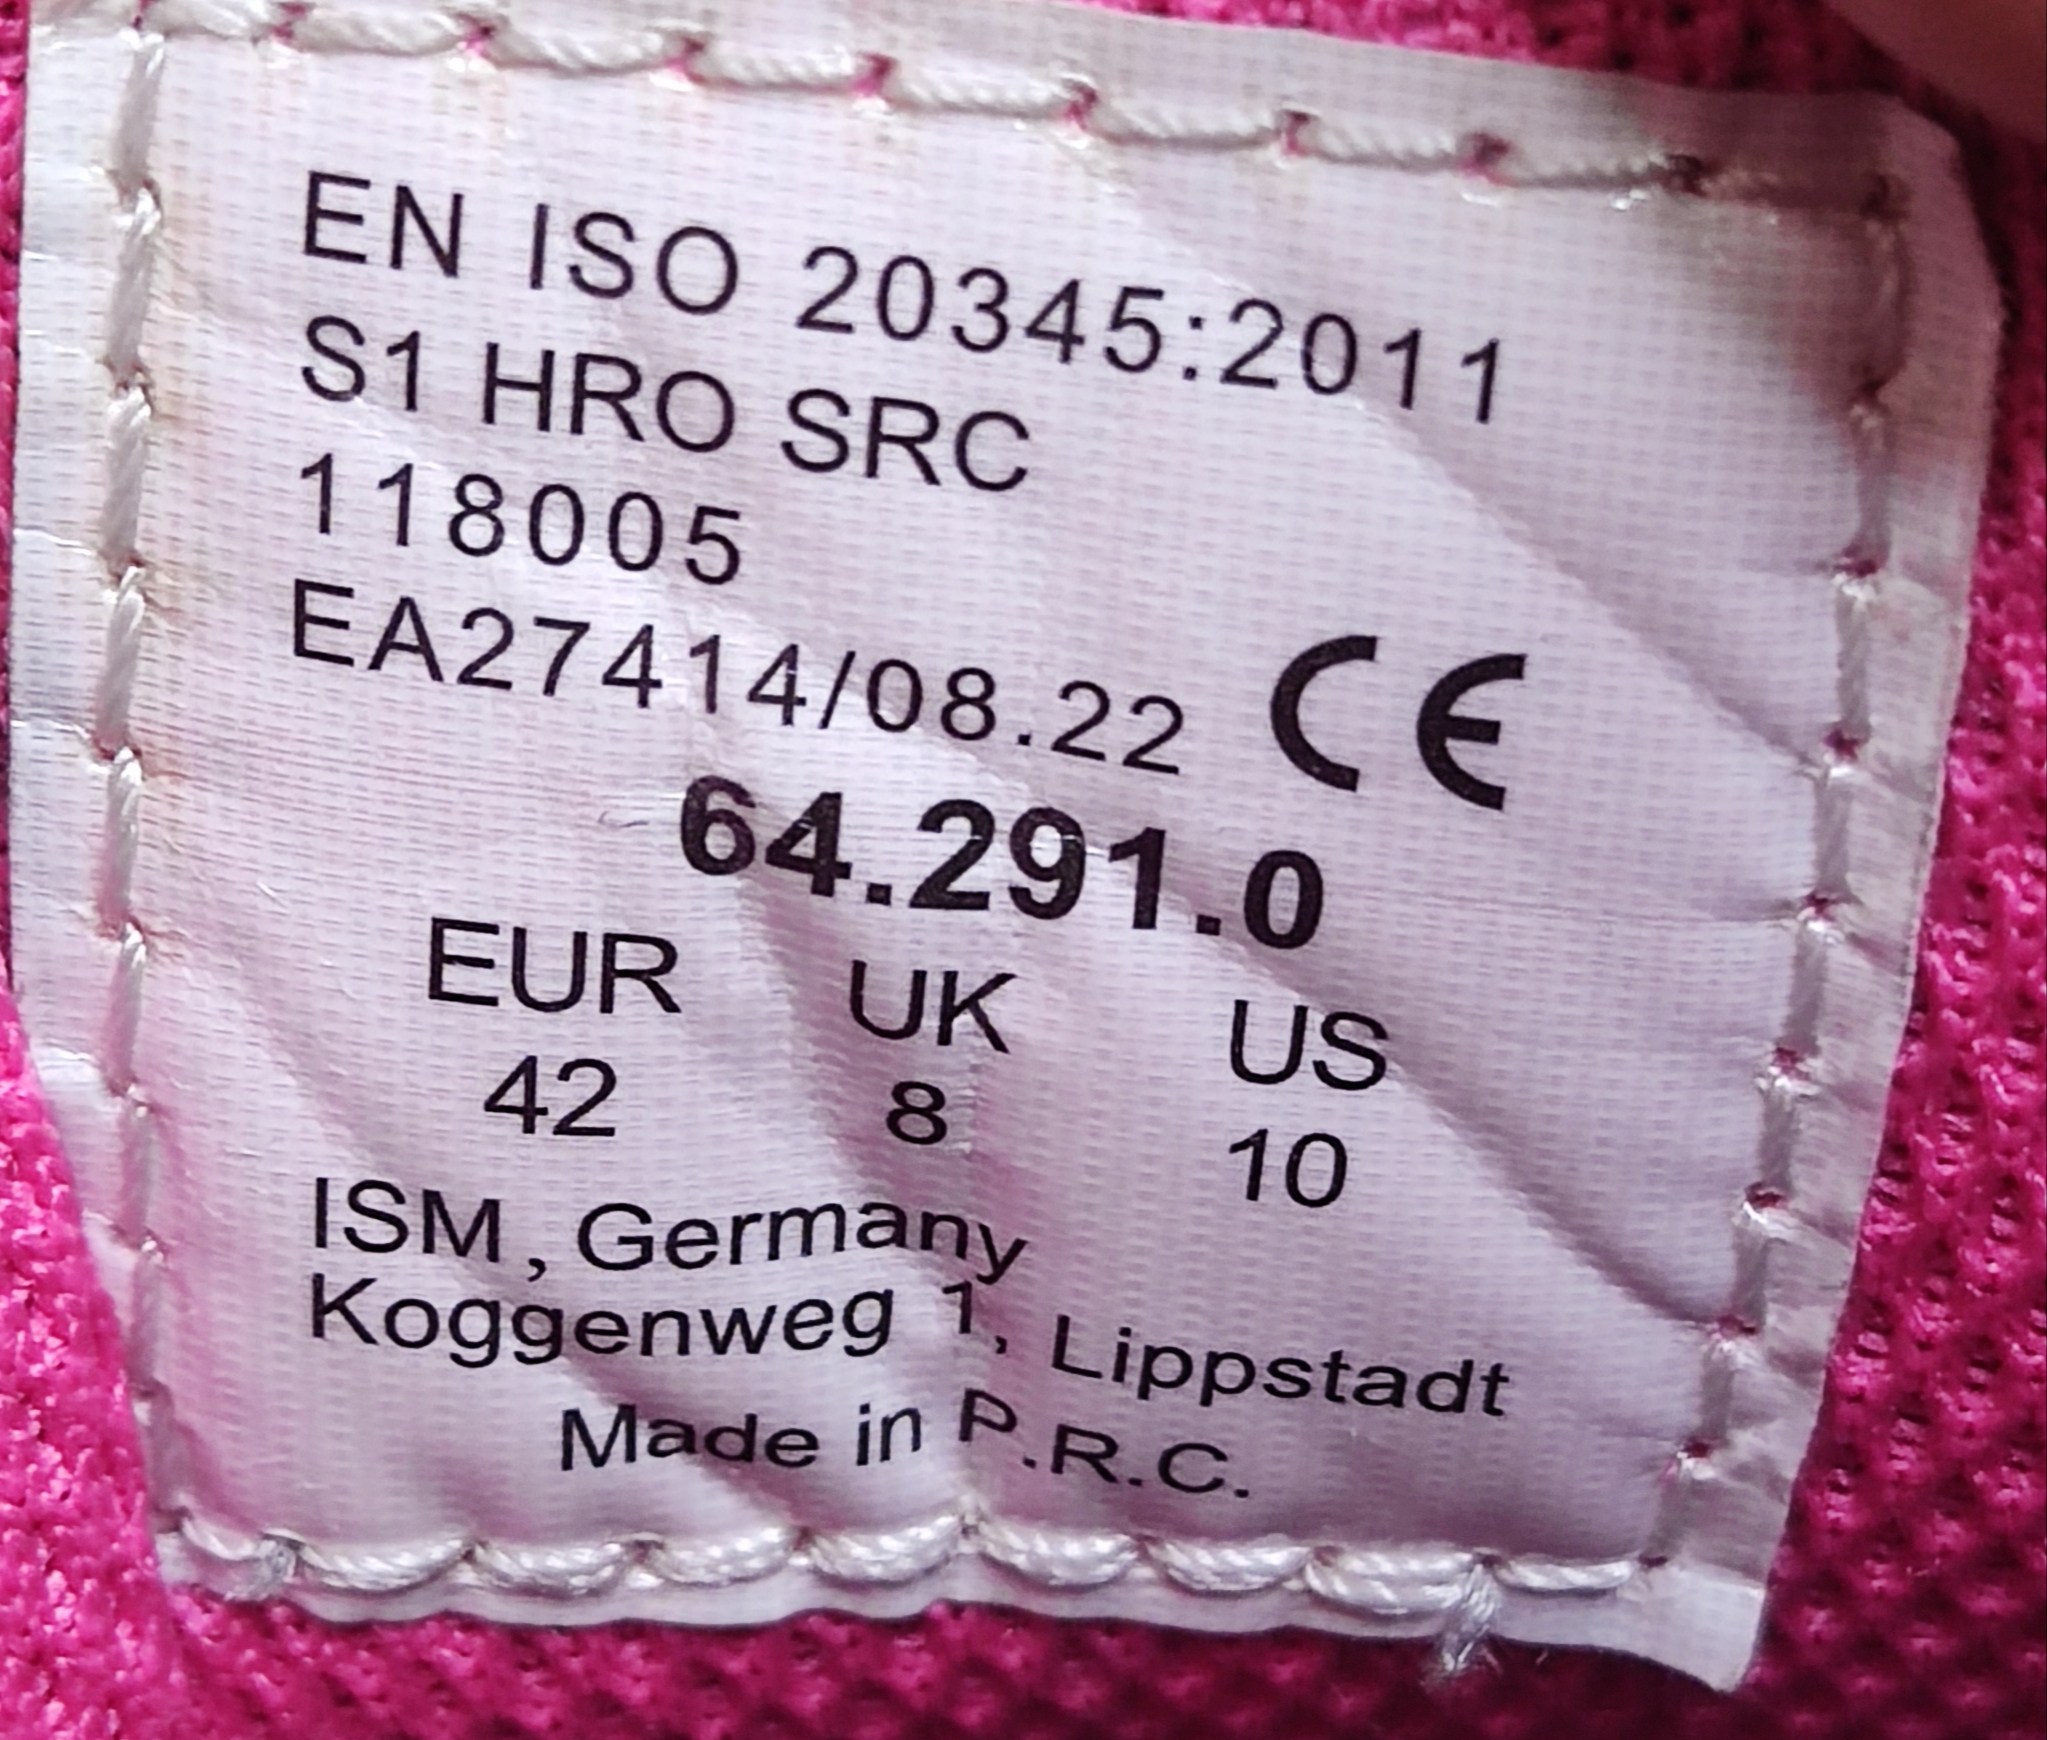 EN ISO 20345:2011
S1 HRO SRC
118005
EA27414/08.22 CE
64.291.0
EUR UK US
42 8 10
ISM, Germany
Koggenweg 1, Lippstadt
Made in P.R.C.